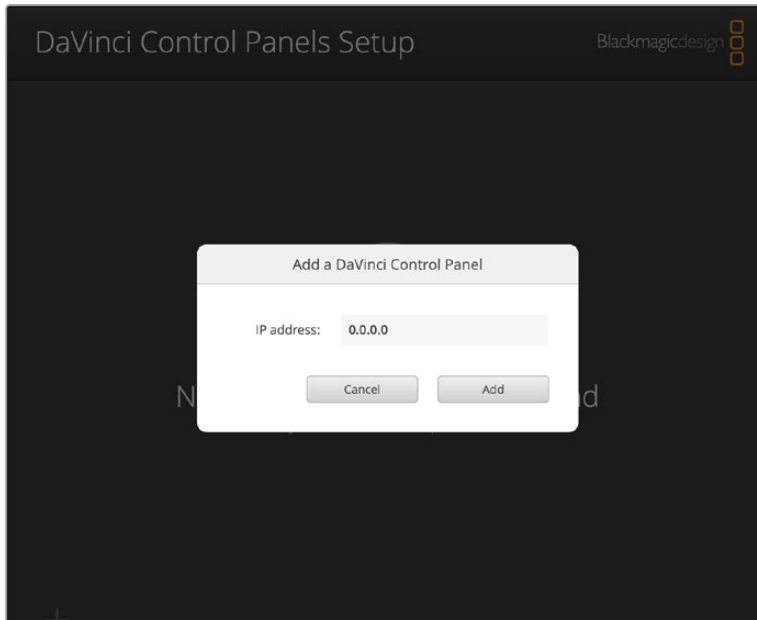 DaVinci Control Panels Setup
Blackmagicdesign
Add a DaVinci Control Panel
IP address: 0.0.0.0
Cancel Add